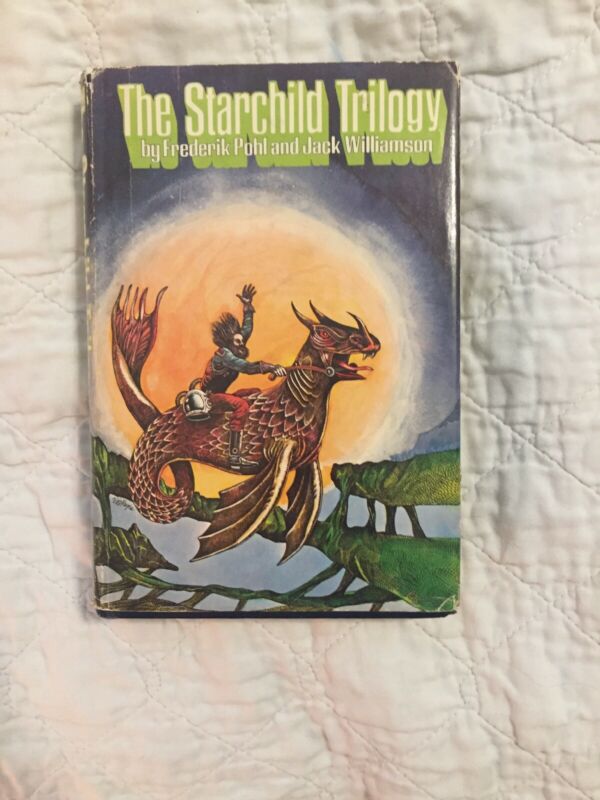 The Starchild Trilogy
by Frederik Pohl and Jack Williamson